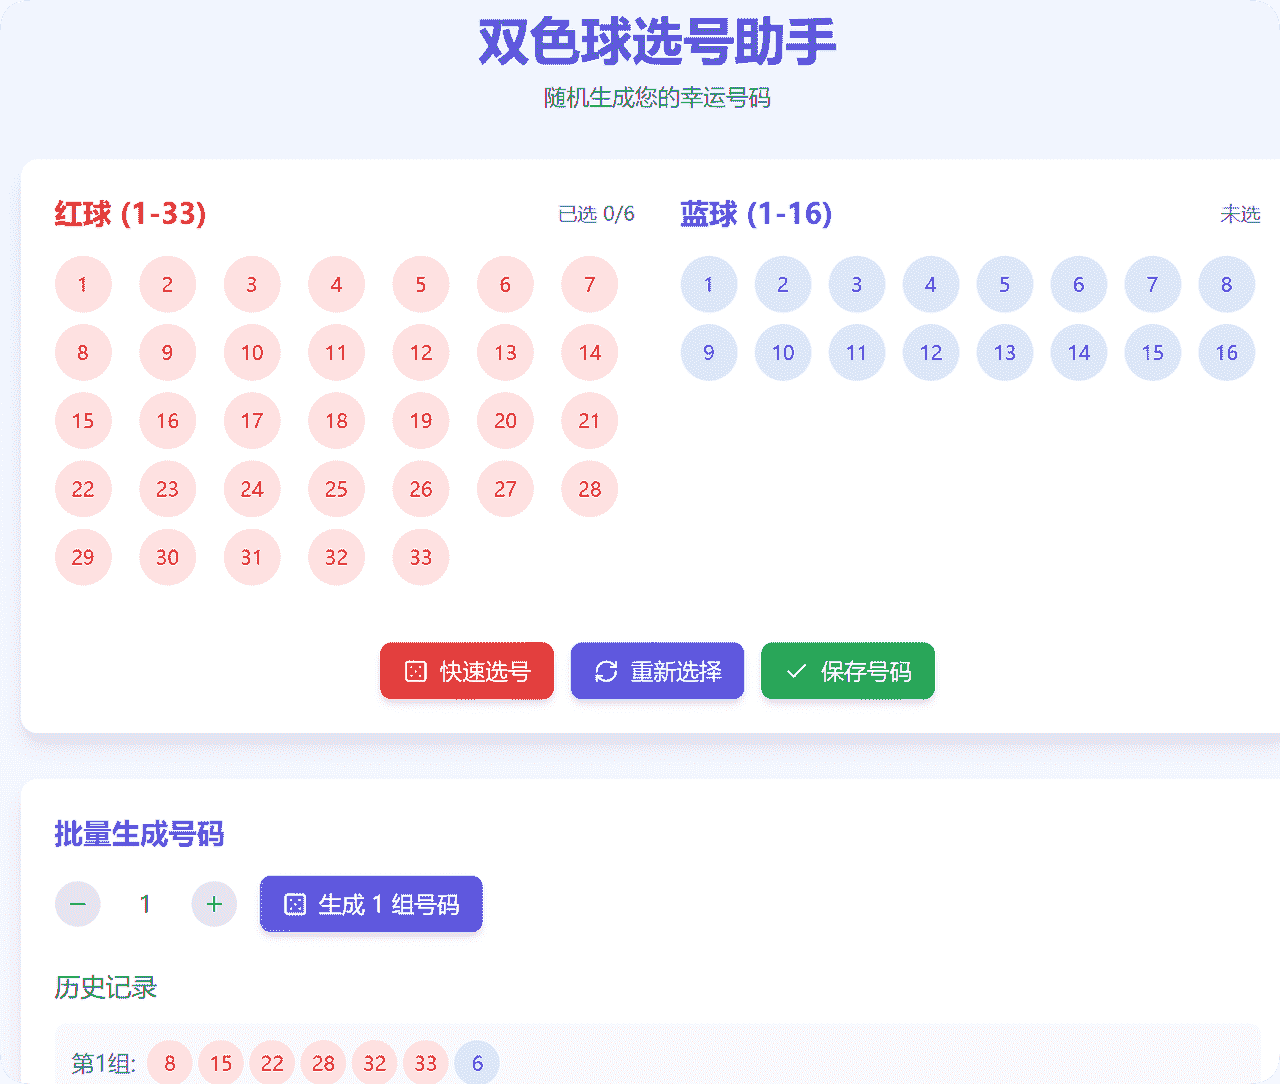 双色球选号助手
随机生成您的幸运号码
红球 (1-33)
已选 0/6
1 2 3 4 5 6 7
8 9 10 11 12 13 14
15 16 17 18 19 20 21
22 23 24 25 26 27 28
29 30 31 32 33
蓝球 (1-16)
未选
1 2 3 4 5 6 7 8
9 10 11 12 13 14 15 16
快速选号
重新选择
保存号码
批量生成号码
− 1 + 生成 1 组号码
历史记录
第1组: 8 15 22 28 32 33 6